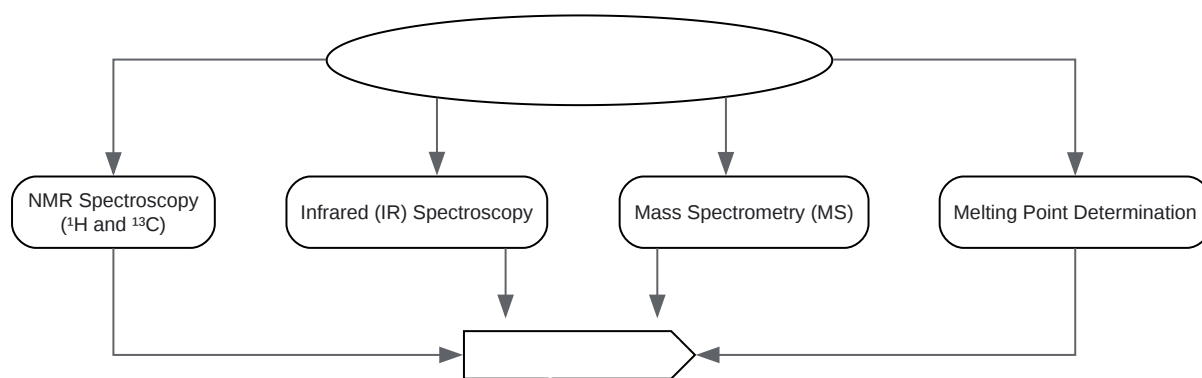 NMR Spectroscopy
(¹H and ¹³C)
Infrared (IR) Spectroscopy
Mass Spectrometry (MS)
Melting Point Determination